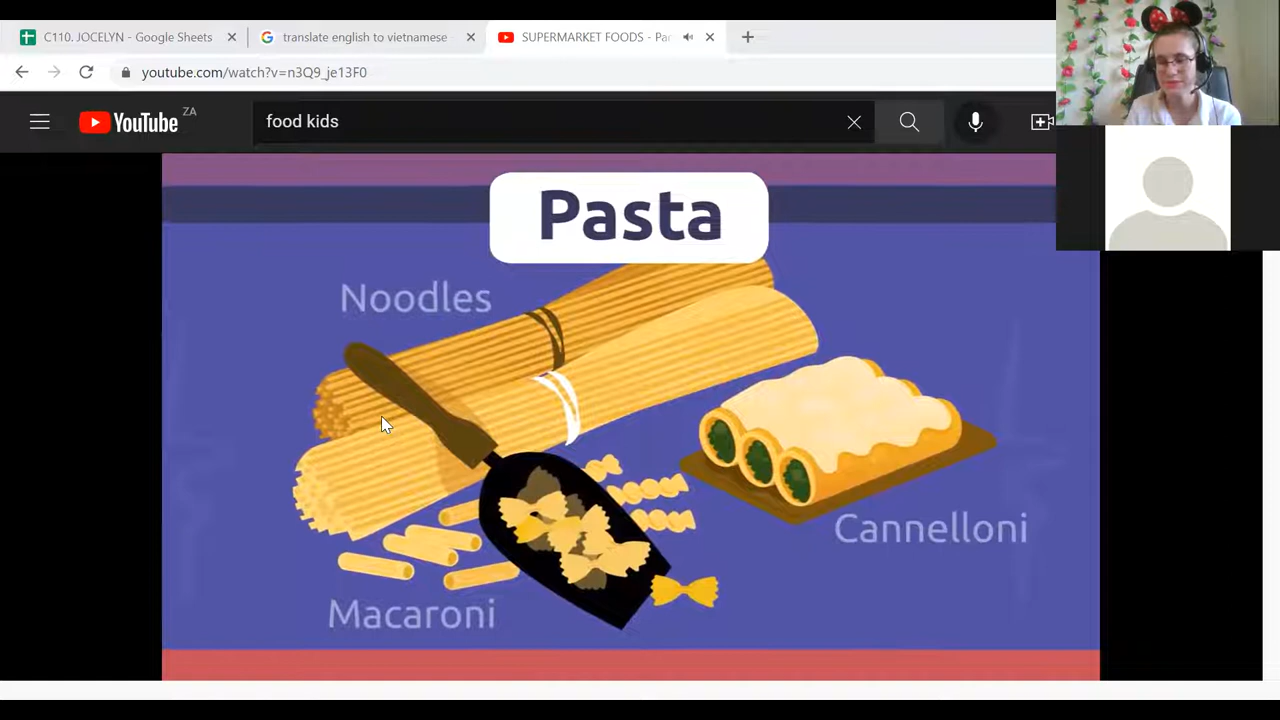 C110. JOCELYN - Google Sheets
translate english to vietnamese
SUPERMARKET FOODS - Par
youtube.com/watch?v=n3Q9_je13F0
YouTube ZA
food kids
Pasta
Noodles
Cannelloni
Macaroni